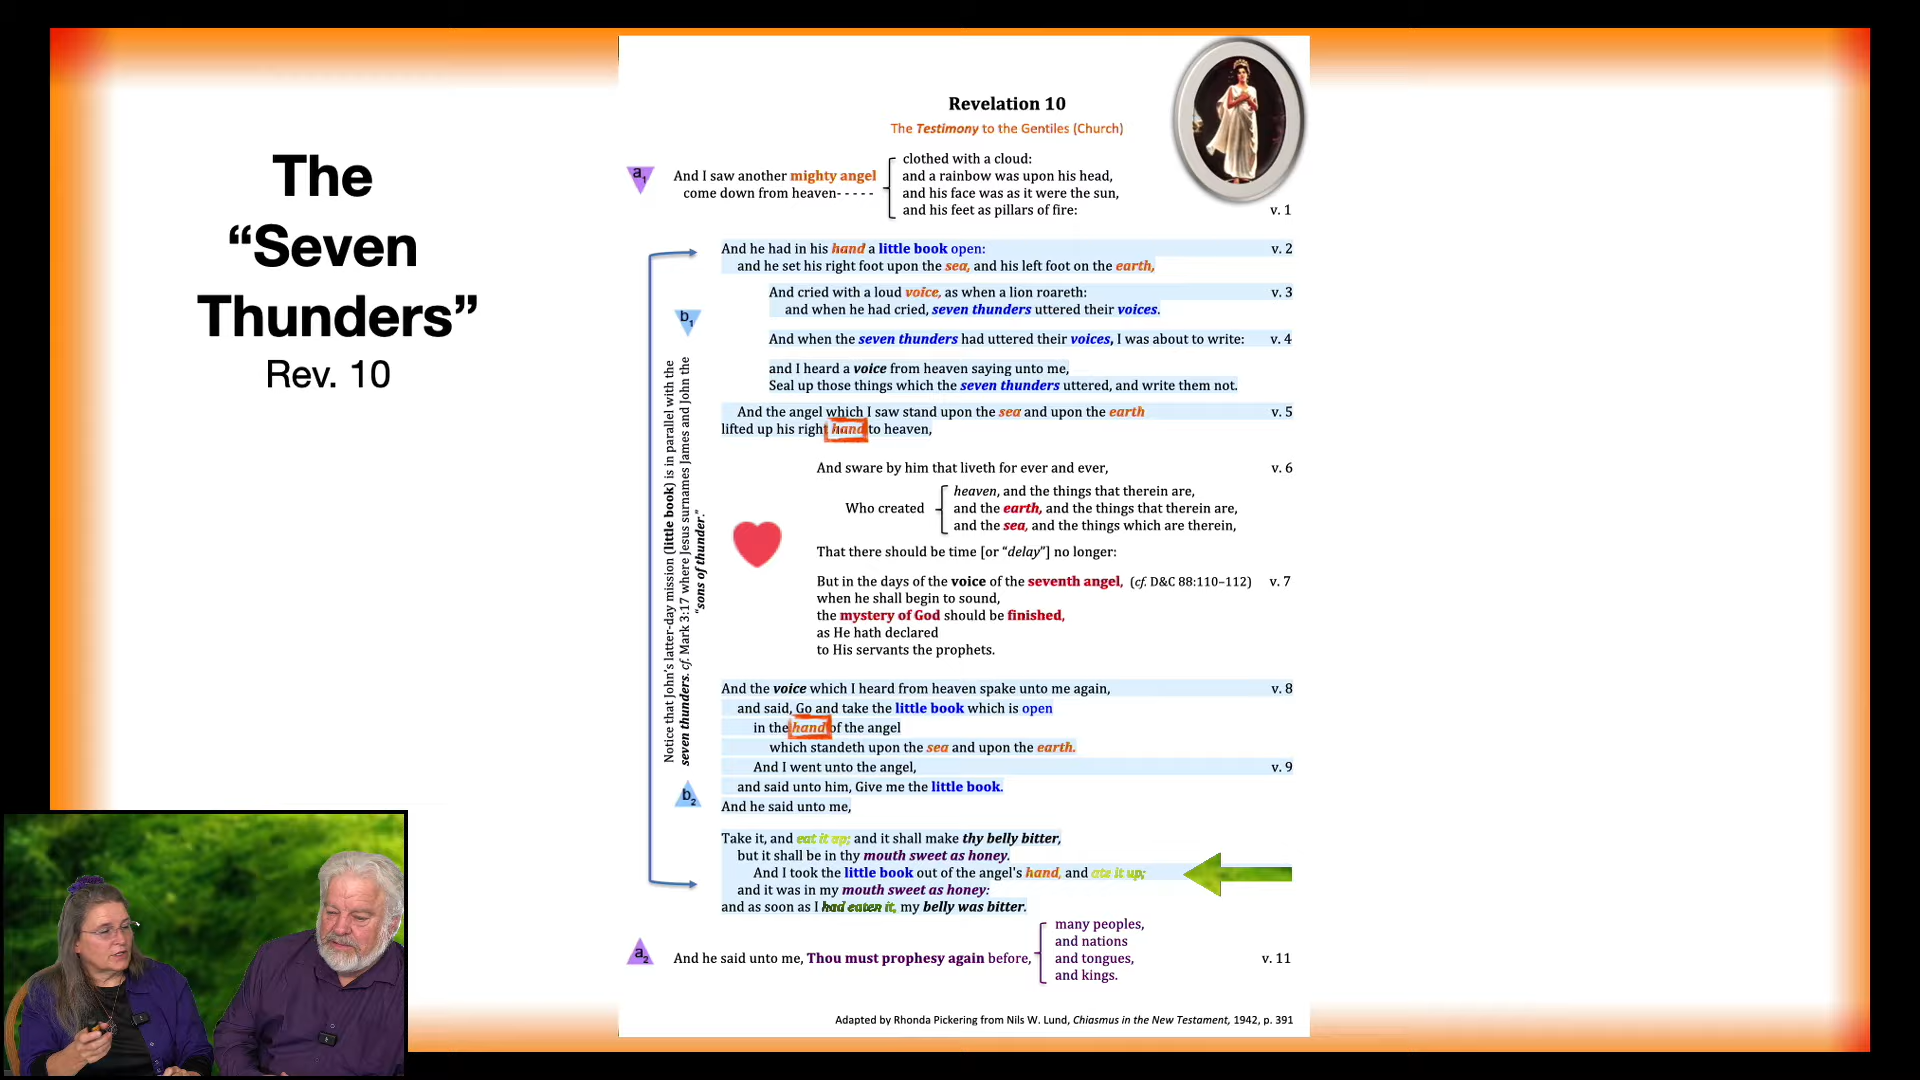 The
“Seven
Thunders”
Rev. 10
Revelation 10
The Testimony to the Gentiles (Church)
a1
And I saw another mighty angel
come down from heaven- - - - -
clothed with a cloud:
and a rainbow was upon his head,
and his face was as it were the sun,
and his feet as pillars of fire: v. 1
And he had in his hand a little book open: v. 2
and he set his right foot upon the sea, and his left foot on the earth,
And cried with a loud voice, as when a lion roareth: v. 3
and when he had cried, seven thunders uttered their voices.
b1
And when the seven thunders had uttered their voices, I was about to write: v. 4
and I heard a voice from heaven saying unto me,
Seal up those things which the seven thunders uttered, and write them not.
And the angel which I saw stand upon the sea and upon the earth v. 5
lifted up his right hand to heaven,
Notice that John’s latter-day mission (little book) is in parallel with the
seven thunders. cf. Mark 3:17 where Jesus surnames James and John the
“sons of thunder.”
And sware by him that liveth for ever and ever, v. 6
Who created
heaven, and the things that therein are,
and the earth, and the things that therein are,
and the sea, and the things which are therein,
That there should be time [or “delay”] no longer:
But in the days of the voice of the seventh angel, (cf. D&C 88:110–112) v. 7
when he shall begin to sound,
the mystery of God should be finished,
as He hath declared
to His servants the prophets.
And the voice which I heard from heaven spake unto me again, v. 8
and said, Go and take the little book which is open
in the hand of the angel
which standeth upon the sea and upon the earth.
And I went unto the angel, v. 9
and said unto him, Give me the little book.
b2
And he said unto me,
Take it, and eat it up; and it shall make thy belly bitter,
but it shall be in thy mouth sweet as honey.
And I took the little book out of the angel's hand, and ate it up;
and it was in my mouth sweet as honey:
and as soon as I had eaten it, my belly was bitter.
a2
And he said unto me, Thou must prophesy again before,
many peoples,
and nations
and tongues, v. 11
and kings.
Adapted by Rhonda Pickering from Nils W. Lund, Chiasmus in the New Testament, 1942, p. 391